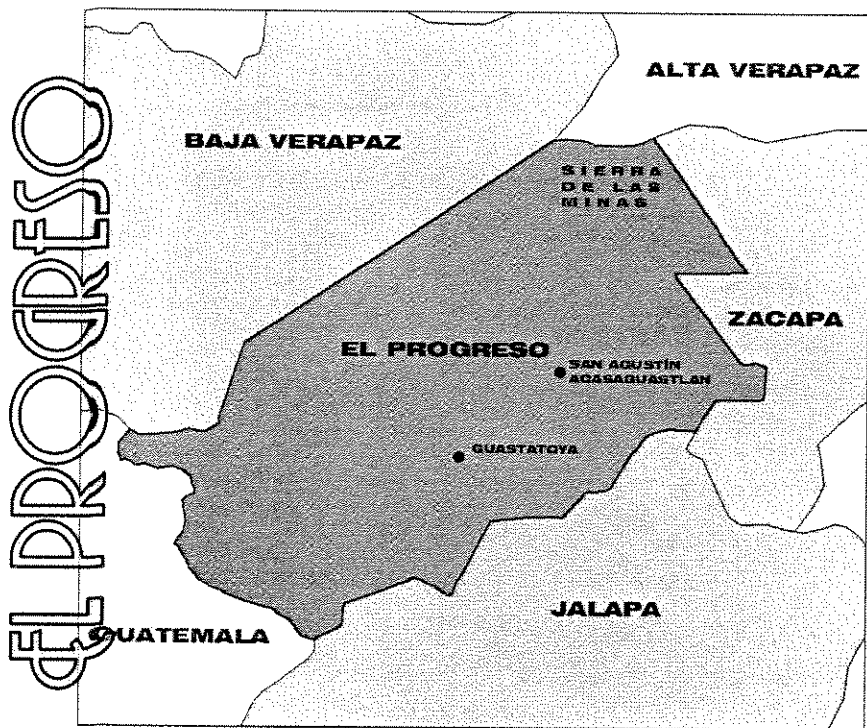 EL PROGRESO
ALTA VERAPAZ
BAJA VERAPAZ
SIERRA
DE LAS
MINAS
ZACAPA
EL PROGRESO
SAN AGUSTÍN
ACASAGUASTLAN
GUASTATOYA
JALAPA
GUATEMALA